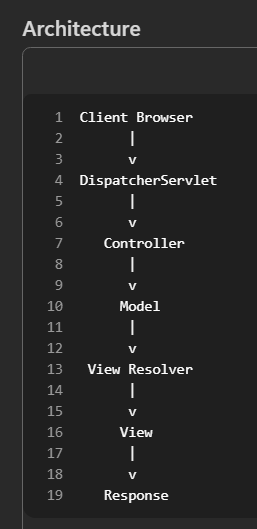 Architecture
1 Client Browser
2 |
3 v
4 DispatcherServlet
5 |
6 v
7 Controller
8 |
9 v
10 Model
11 |
12 v
13 View Resolver
14 |
15 v
16 View
17 |
18 v
19 Response